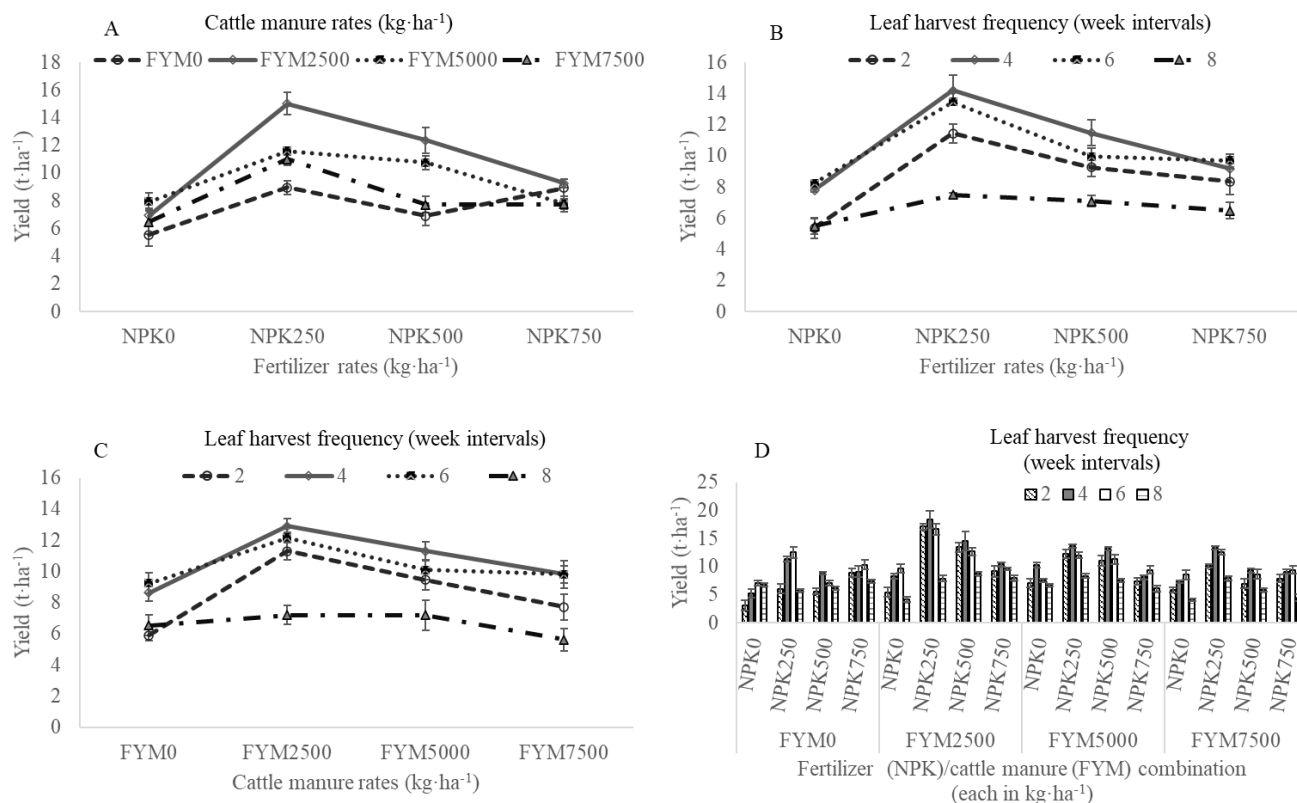 A
Cattle manure rates (kg·ha⁻¹)
FYM0 FYM2500 FYM5000 FYM7500
18
16
14
12
10
8
6
4
2
0
Yield (t·ha⁻¹)
NPK0 NPK250 NPK500 NPK750
Fertilizer rates (kg·ha⁻¹)
B
Leaf harvest frequency (week intervals)
2 4 6 8
16
14
12
10
8
6
4
2
0
Yield (t·ha⁻¹)
NPK0 NPK250 NPK500 NPK750
Fertilizer rates (kg·ha⁻¹)
C
Leaf harvest frequency (week intervals)
2 4 6 8
16
14
12
10
8
6
4
2
0
Yield (t·ha⁻¹)
FYM0 FYM2500 FYM5000 FYM7500
Cattle manure rates (kg·ha⁻¹)
D
Leaf harvest frequency
(week intervals)
2 4 6 8
25
20
15
10
5
0
Yield (t·ha⁻¹)
NPK0 NPK250 NPK500 NPK750 NPK0 NPK250 NPK500 NPK750 NPK0 NPK250 NPK500 NPK750 NPK0 NPK250 NPK500 NPK750
FYM0 FYM2500 FYM5000 FYM7500
Fertilizer (NPK)/cattle manure (FYM) combination
(each in kg·ha⁻¹)